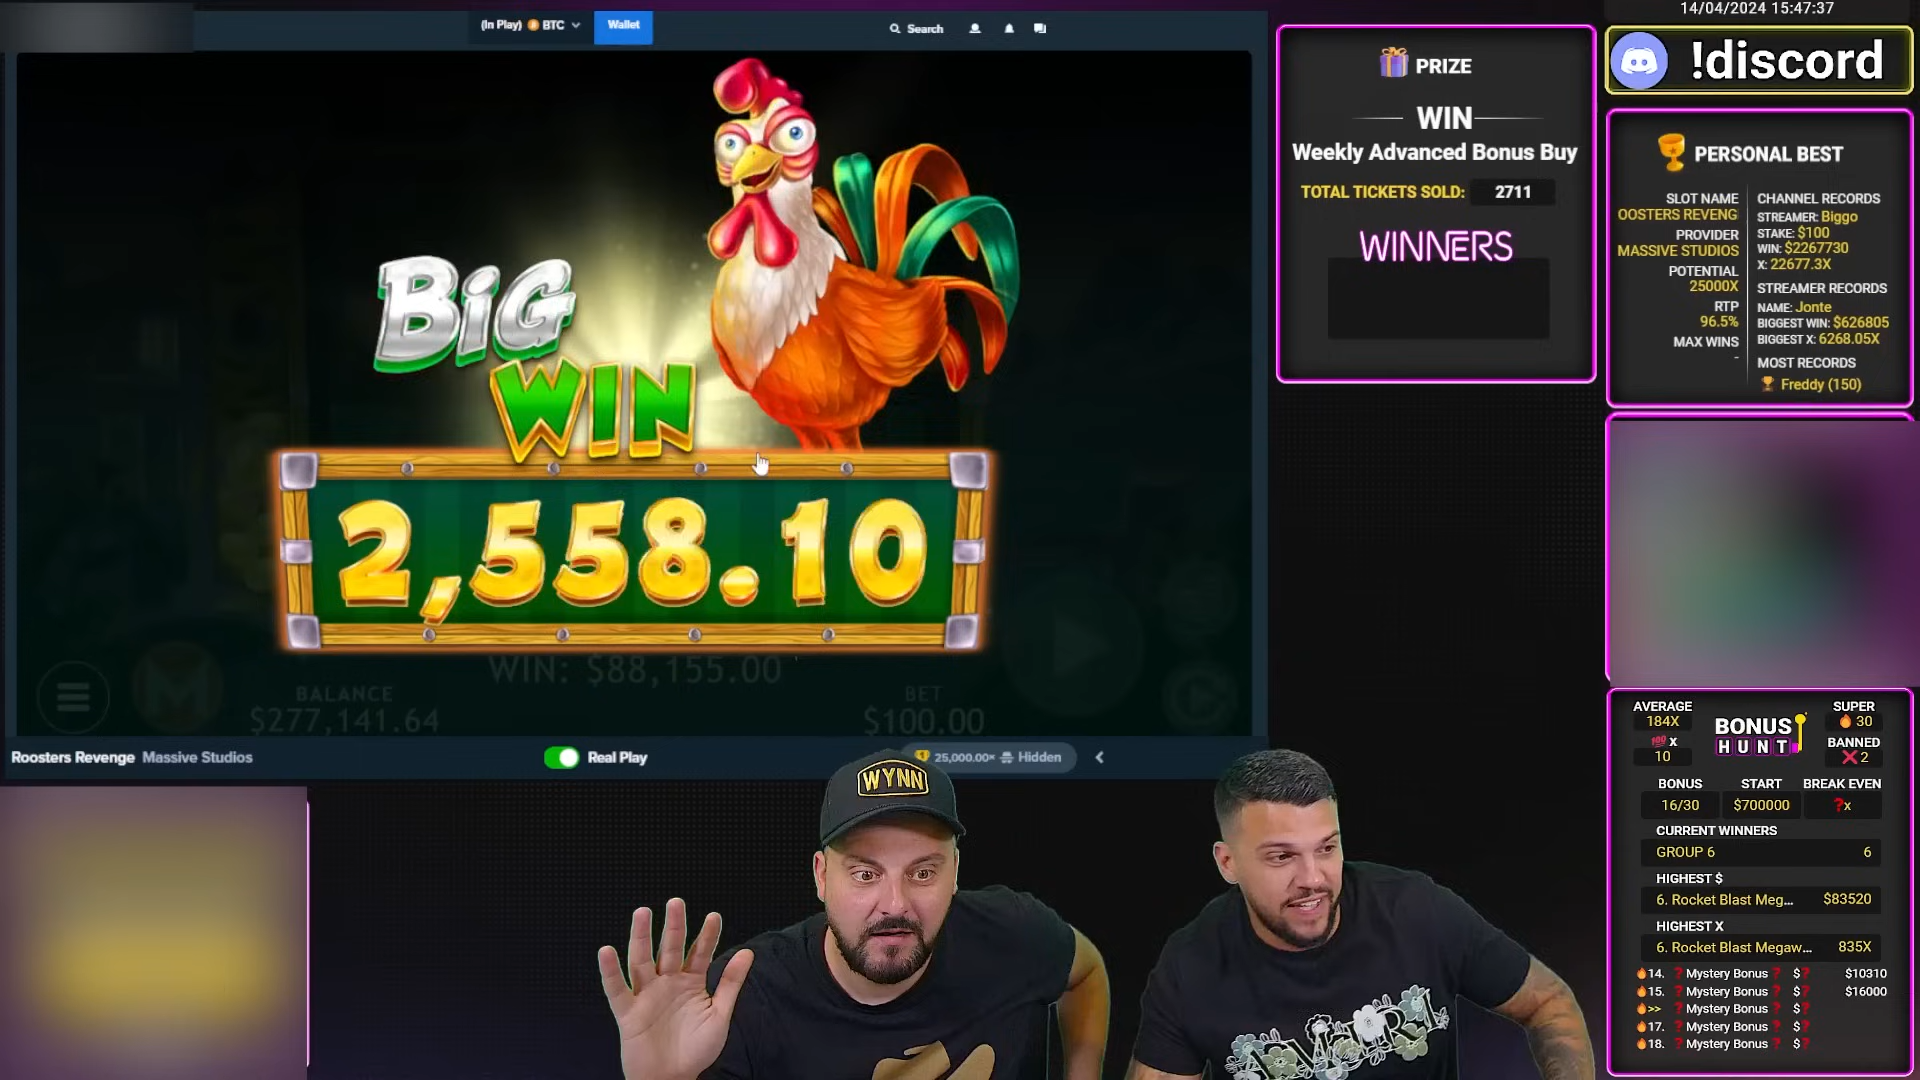 14/04/2024 15:47:37
(In Play) BTC
Wallet
Search
BiG
WiN
2,558.10
WIN: $88,155.00
BALANCE
$277,141.64
BET
$100.00
Roosters Revenge Massive Studios
Real Play
25,000.00× Hidden
PRIZE
WIN
Weekly Advanced Bonus Buy
TOTAL TICKETS SOLD: 2711
WINNERS
!discord
PERSONAL BEST
SLOT NAME
OOSTERS REVENG
PROVIDER
MASSIVE STUDIOS
POTENTIAL
25000X
RTP
96.5%
MAX WINS
-
CHANNEL RECORDS
STREAMER: Biggo
STAKE: $100
WIN: $2267730
X: 22677.3X
STREAMER RECORDS
NAME: Jonte
BIGGEST WIN: $626805
BIGGEST X: 6268.05X
MOST RECORDS
Freddy (150)
AVERAGE
184X
100 X
10
BONUS
HUNT
SUPER
30
BANNED
2
BONUS START BREAK EVEN
16/30 $700000 ?x
CURRENT WINNERS
GROUP 6 6
HIGHEST $
6. Rocket Blast Meg... $83520
HIGHEST X
6. Rocket Blast Megaw... 835X
14. ? Mystery Bonus ? $? $10310
15. ? Mystery Bonus ? $? $16000
>> ? Mystery Bonus ? $?
17. ? Mystery Bonus ? $?
18. ? Mystery Bonus ? $?
WYNN